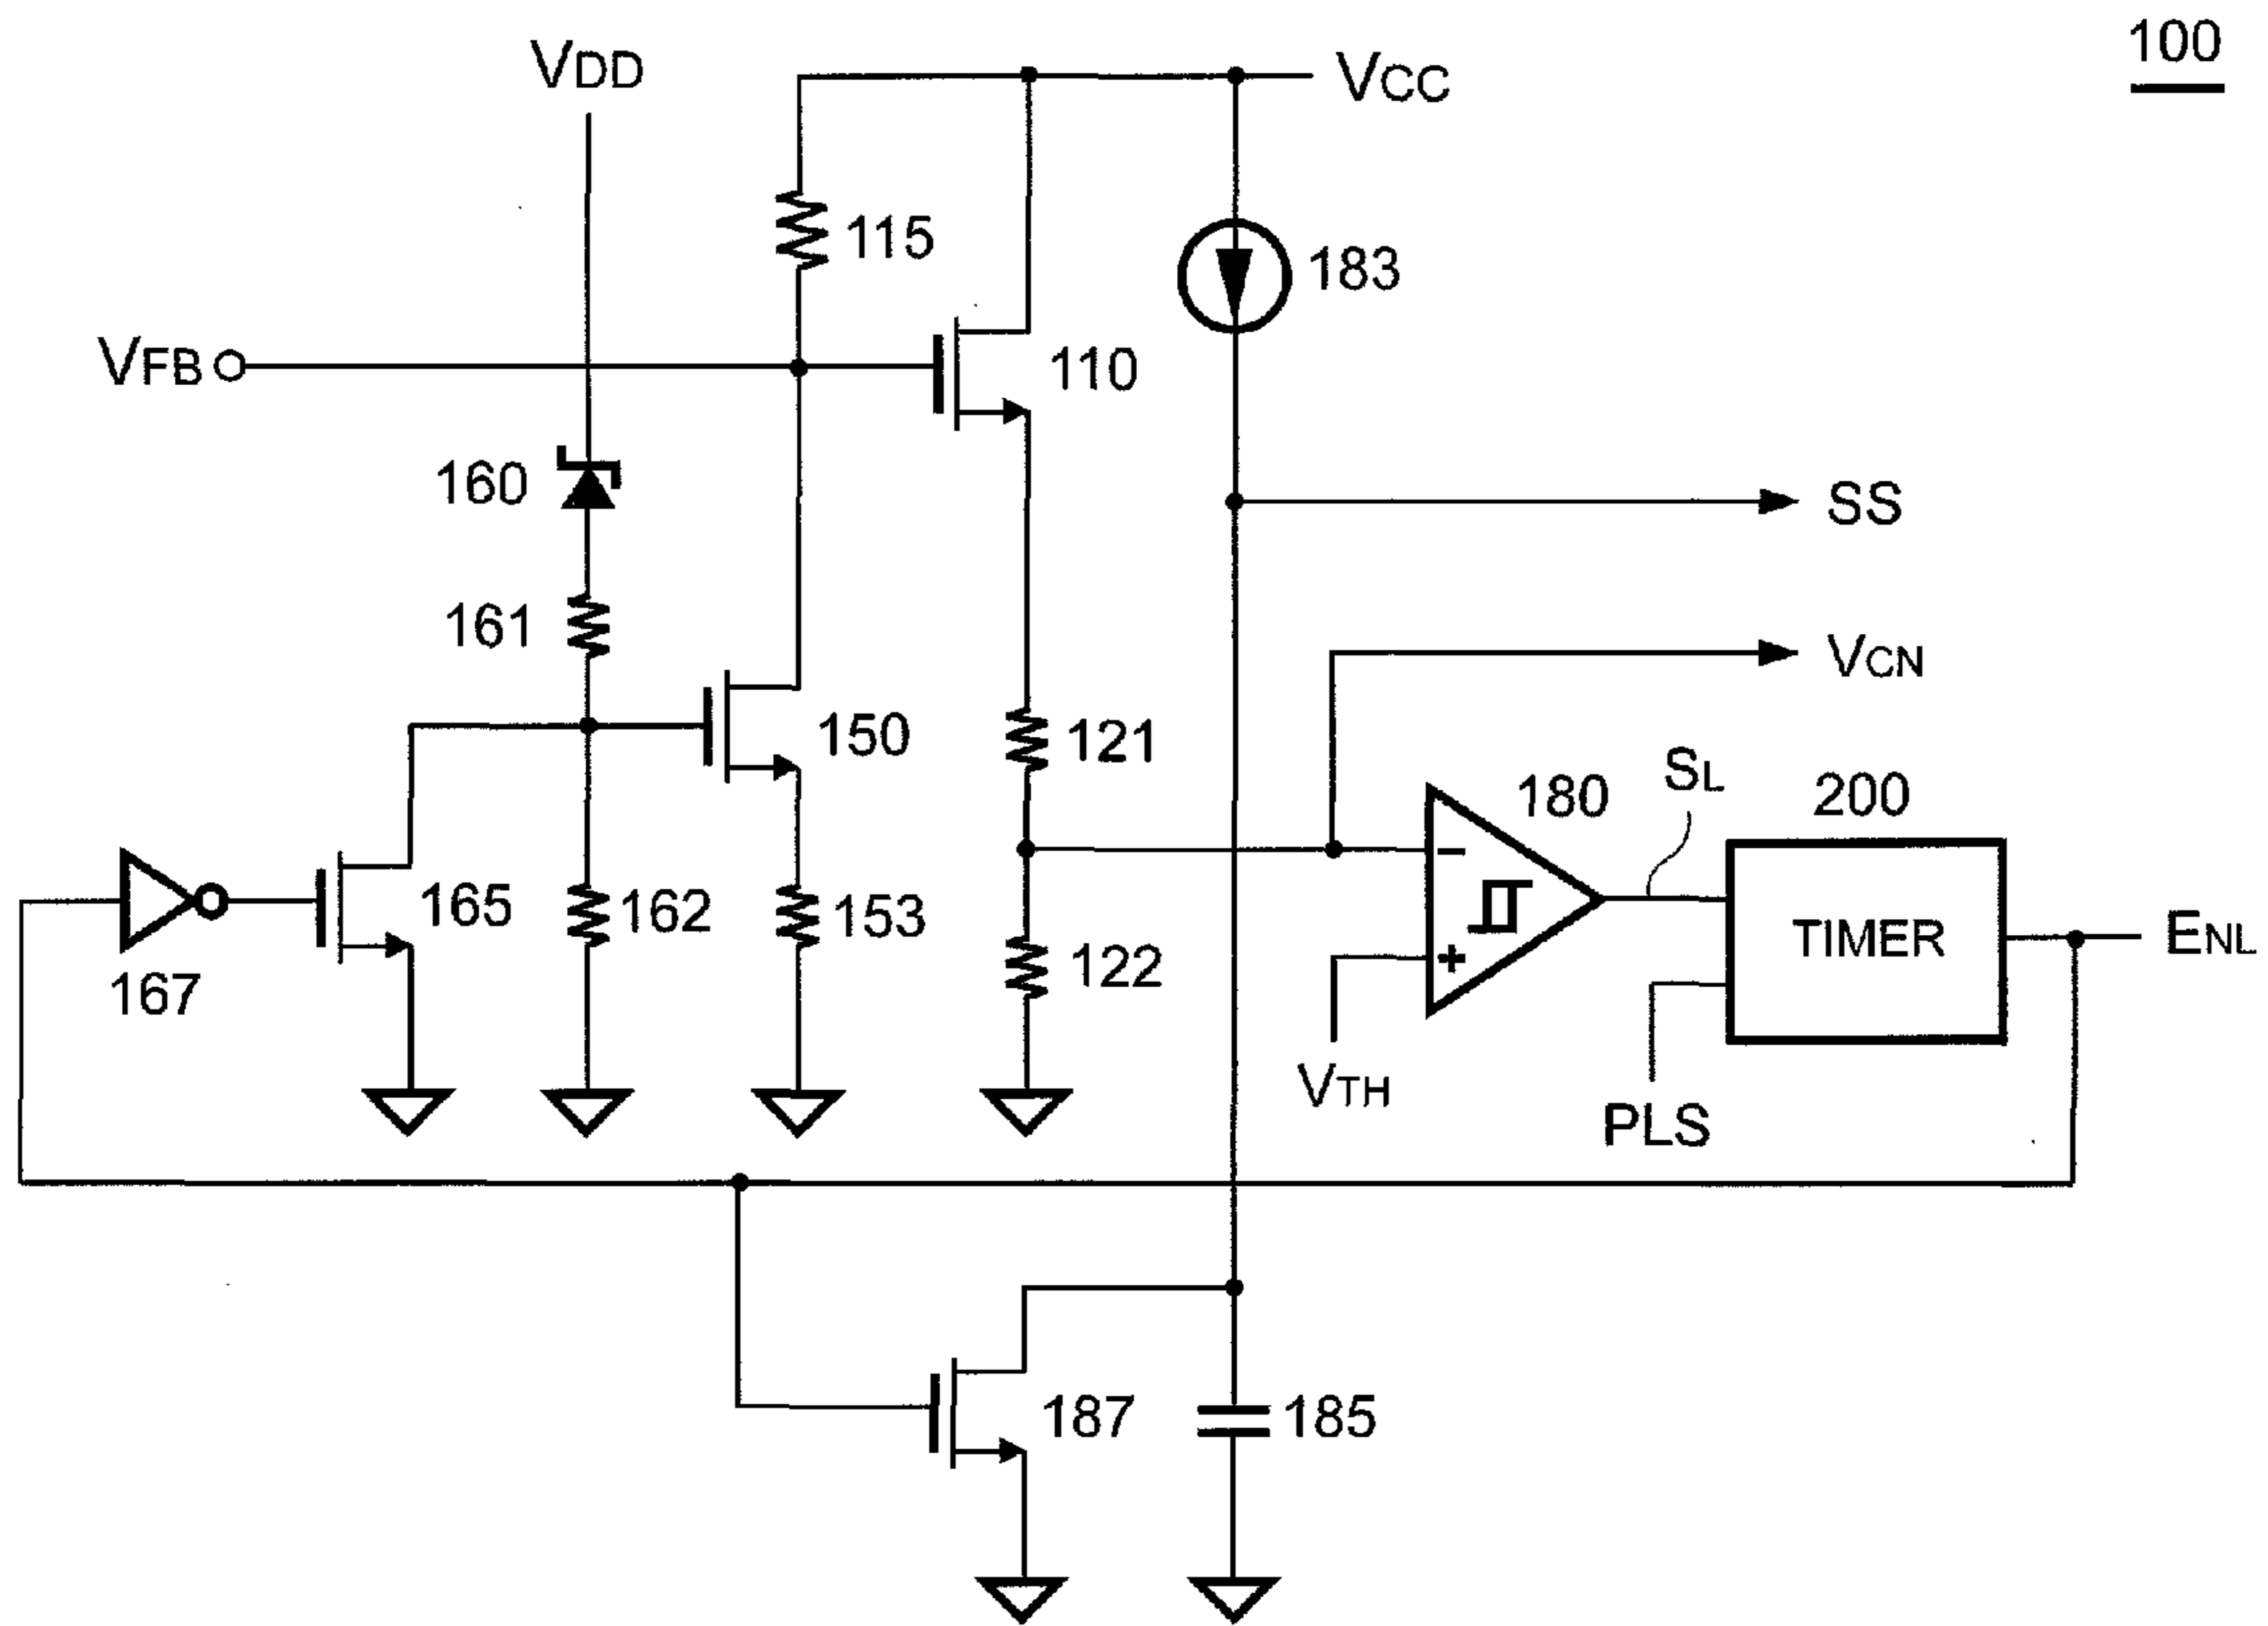 100
VDD
VCC
115
183
VFB
110
160
SS
161
VCN
150
121
SL
180
200
165
162
153
TIMER
ENL
122
167
−
+
VTH
PLS
187
185